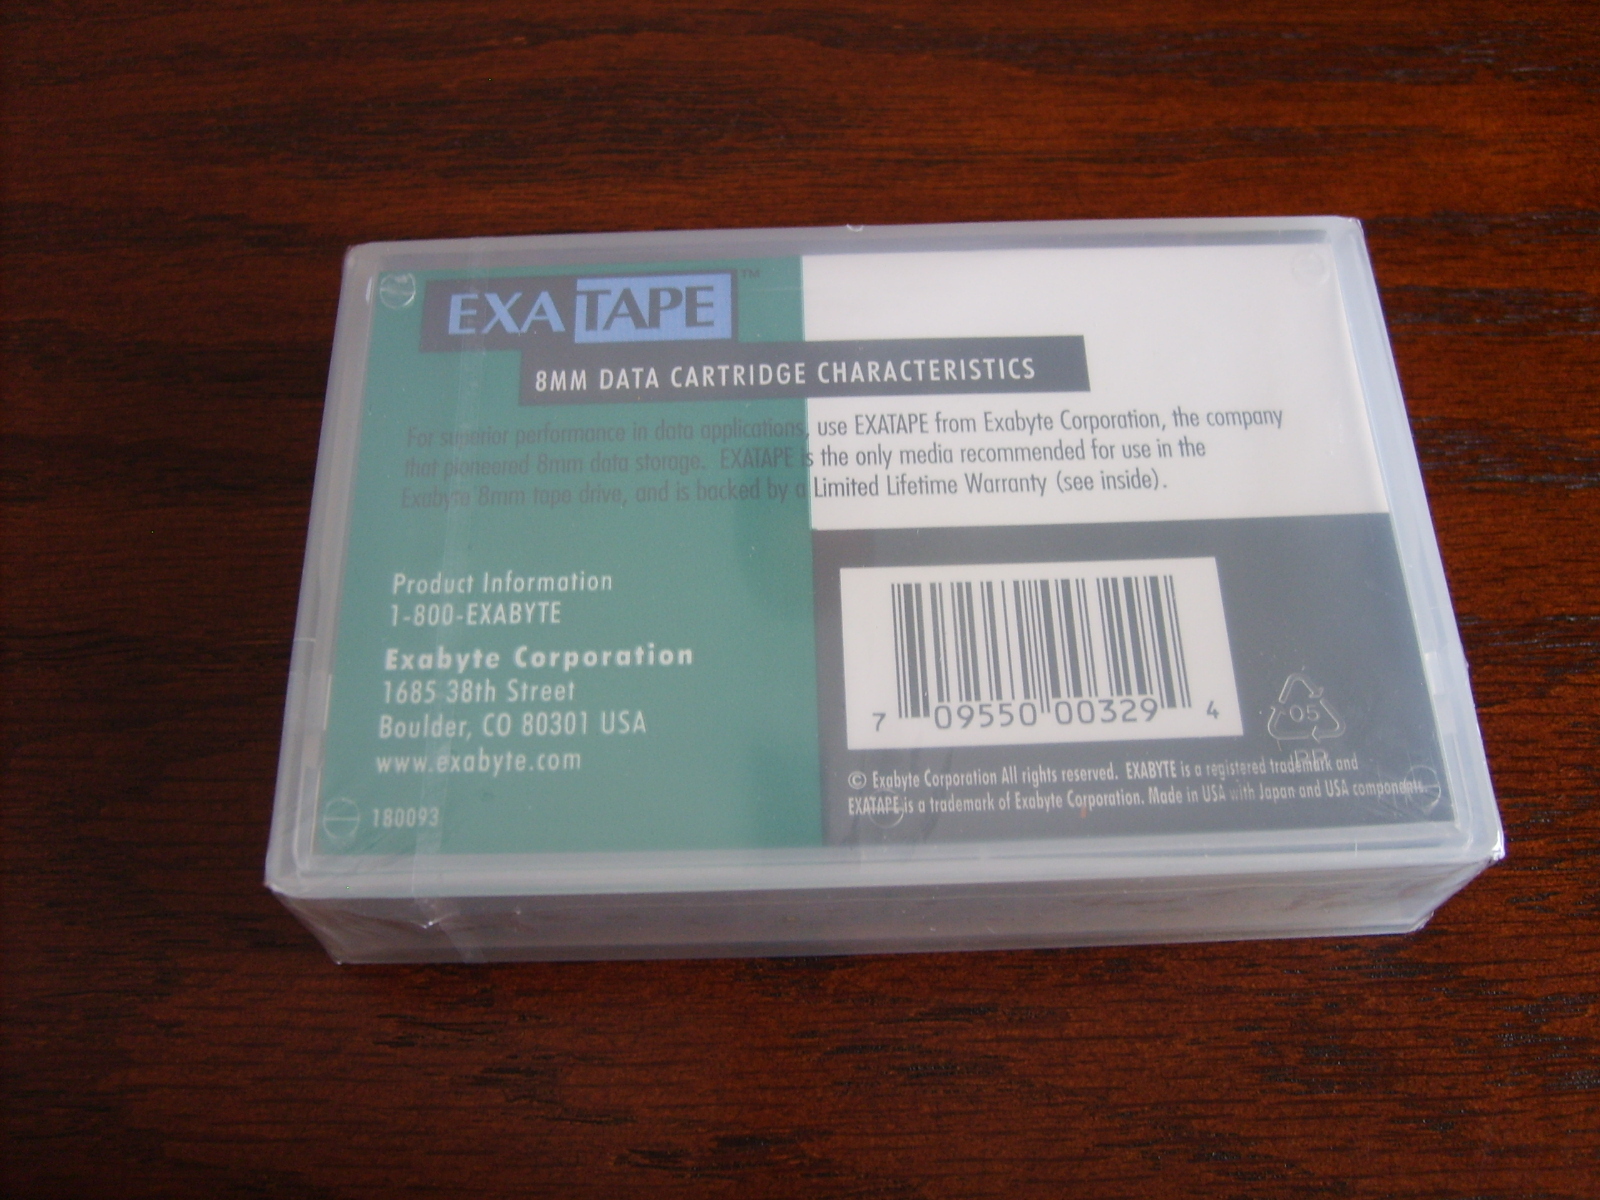 EXATAPE™
8MM DATA CARTRIDGE CHARACTERISTICS
For superior performance in data applications, use EXATAPE from Exabyte Corporation, the company
that pioneered 8mm data storage. EXATAPE is the only media recommended for use in the
Exabyte 8mm tape drive, and is backed by a Limited Lifetime Warranty (see inside).
Product Information
1-800-EXABYTE
Exabyte Corporation
1685 38th Street
Boulder, CO 80301 USA
www.exabyte.com
180093
7 09550 00329 4
05
PP
© Exabyte Corporation All rights reserved. EXABYTE is a registered trademark and
EXATAPE is a trademark of Exabyte Corporation. Made in USA with Japan and USA components.